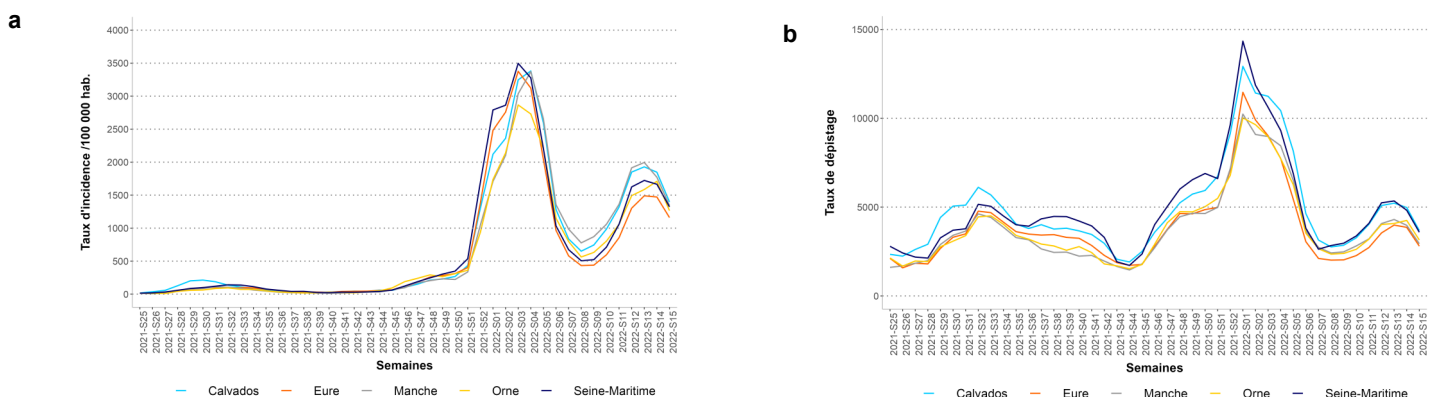 a
Taux d'incidence /100 000 hab.
4000
3500
3000
2500
2000
1500
1000
500
0
2021-S25
2021-S26
2021-S27
2021-S28
2021-S29
2021-S30
2021-S31
2021-S32
2021-S33
2021-S34
2021-S35
2021-S36
2021-S37
2021-S38
2021-S39
2021-S40
2021-S41
2021-S42
2021-S43
2021-S44
2021-S45
2021-S46
2021-S47
2021-S48
2021-S49
2021-S50
2021-S51
2021-S52
2022-S01
2022-S02
2022-S03
2022-S04
2022-S05
2022-S06
2022-S07
2022-S08
2022-S09
2022-S10
2022-S11
2022-S12
2022-S13
2022-S14
2022-S15
Semaines
Calvados Eure Manche Orne Seine-Maritime
b
Taux de dépistage
15000
10000
5000
0
2021-S25
2021-S26
2021-S27
2021-S28
2021-S29
2021-S30
2021-S31
2021-S32
2021-S33
2021-S34
2021-S35
2021-S36
2021-S37
2021-S38
2021-S39
2021-S40
2021-S41
2021-S42
2021-S43
2021-S44
2021-S45
2021-S46
2021-S47
2021-S48
2021-S49
2021-S50
2021-S51
2021-S52
2022-S01
2022-S02
2022-S03
2022-S04
2022-S05
2022-S06
2022-S07
2022-S08
2022-S09
2022-S10
2022-S11
2022-S12
2022-S13
2022-S14
2022-S15
Semaines
Calvados Eure Manche Orne Seine-Maritime